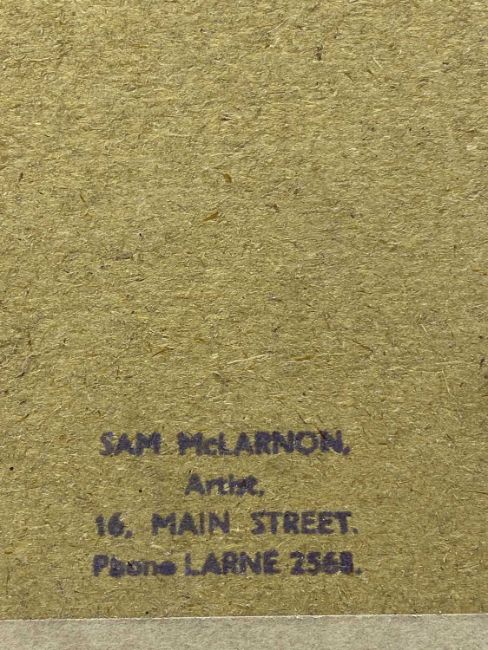 SAM McLARNON,
Artist,
16, MAIN STREET.
Phone LARNE 2568.